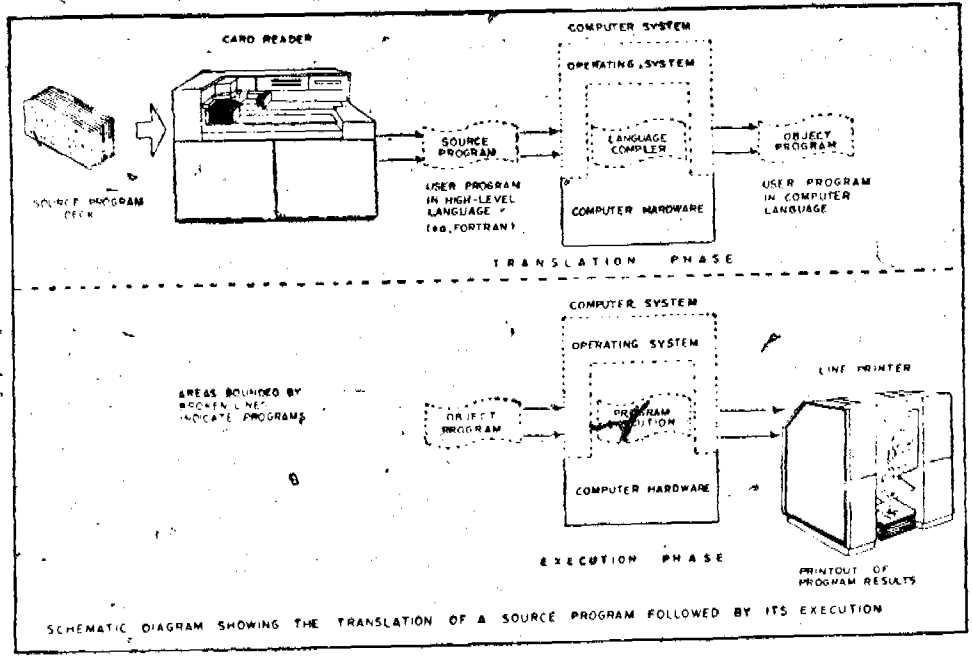 CARD READER
COMPUTER SYSTEM
OPERATING SYSTEM
SOURCE
PROGRAM
LANGUAGE
COMPILER
OBJECT
PROGRAM
SOURCE PROGRAM
DECK
USER PROGRAM
IN HIGH-LEVEL
LANGUAGE
FORTRAN)
COMPUTER HARDWARE
USER PROGRAM
IN COMPUTER
LANGUAGE
TRANSLATION PHASE
COMPUTER SYSTEM
OPERATING SYSTEM
LINE PRINTER
AREAS BOUNDED BY
BROKEN LINES
INDICATE PROGRAMS
OBJECT
PROGRAM
PROGRAM
COMPUTER HARDWARE
EXECUTION PHASE
PRINTOUT OF
PROGRAM RESULTS
SCHEMATIC DIAGRAM SHOWING THE TRANSLATION OF A SOURCE PROGRAM FOLLOWED BY ITS EXECUTION